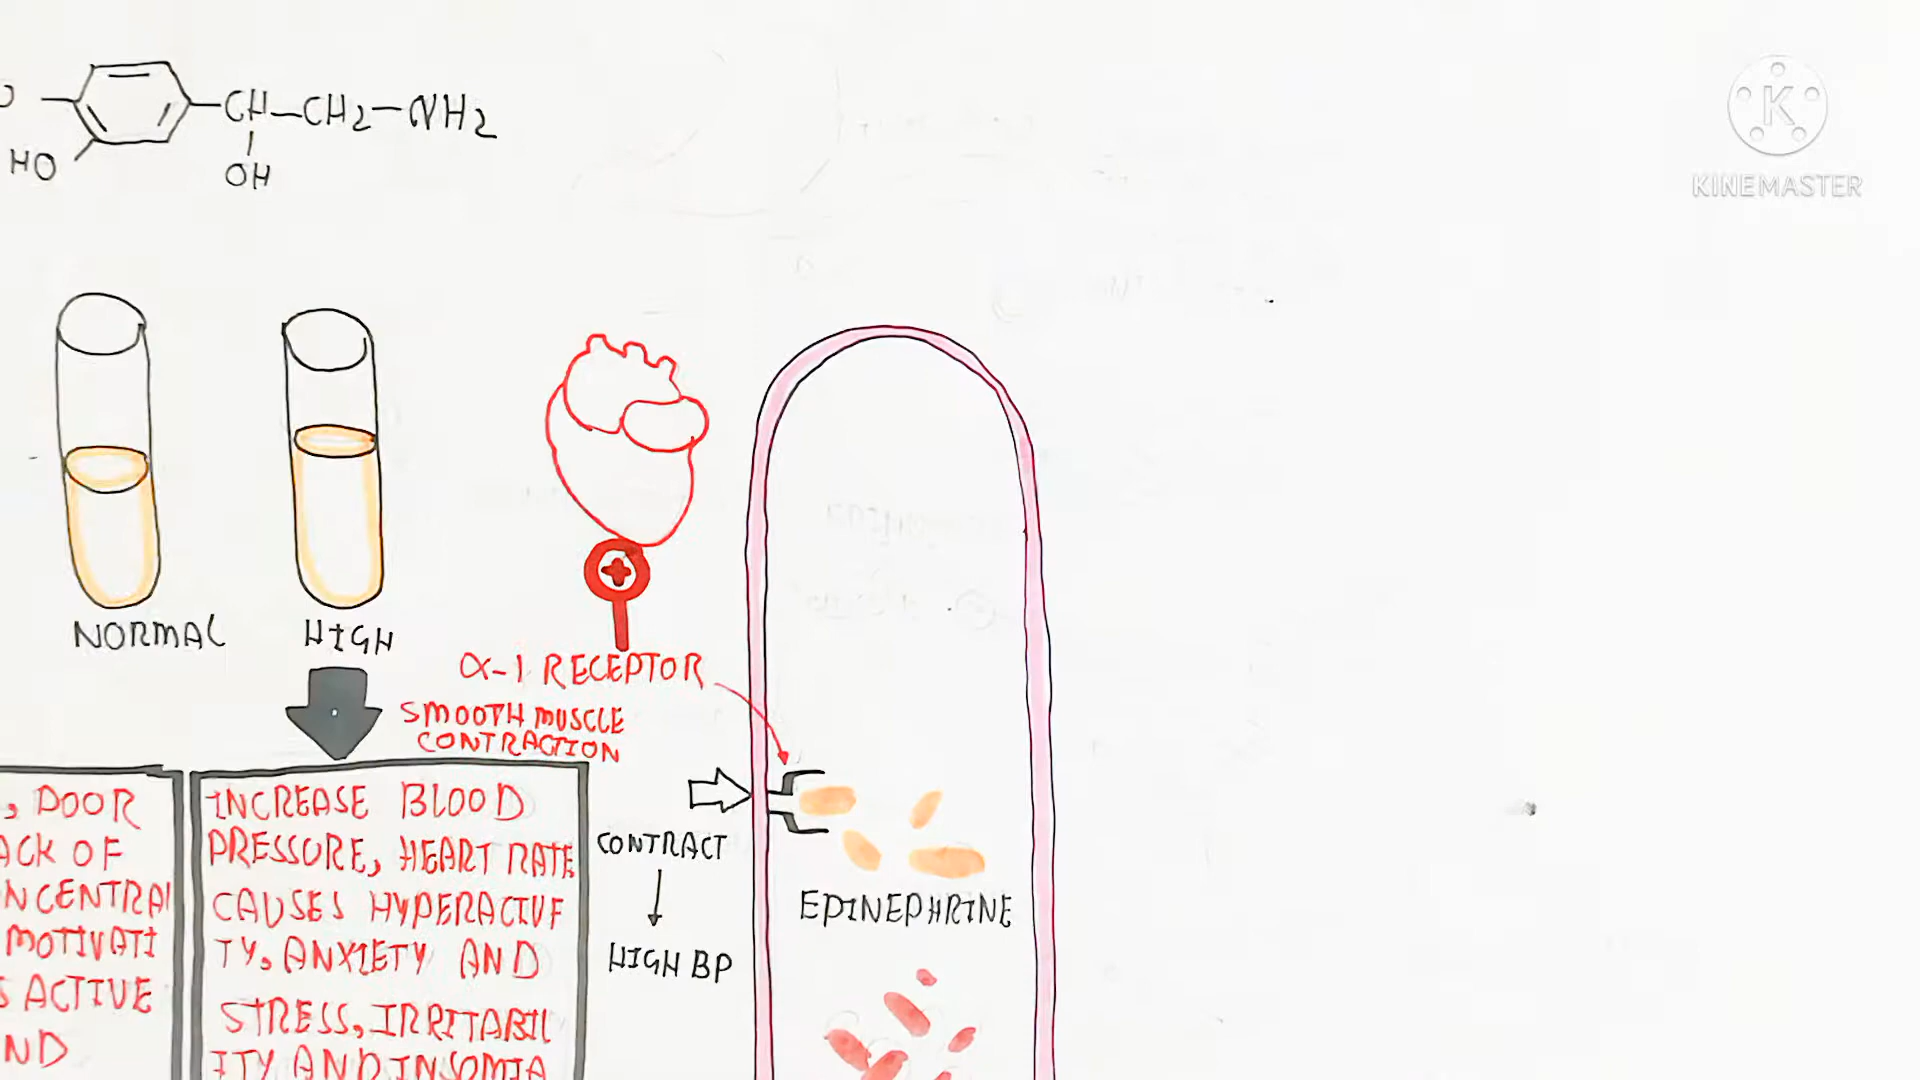 CH—CH2—NH2
HO
OH
KINEMASTER
NORMAL
HIGH
α-1 RECEPTOR
SMOOTH MUSCLE
CONTRACTION
, POOR
ACK OF
NCENTRA
MOTIVATI
S ACTIVE
ND
INCREASE BLOOD
PRESSURE, HEART RATE
CAUSES HYPERACTIVE
TY, ANXIETY AND
STRESS, IRRITABIL
ITY AND INSOMIA
CONTRACT
HIGH BP
EPINEPHRINE